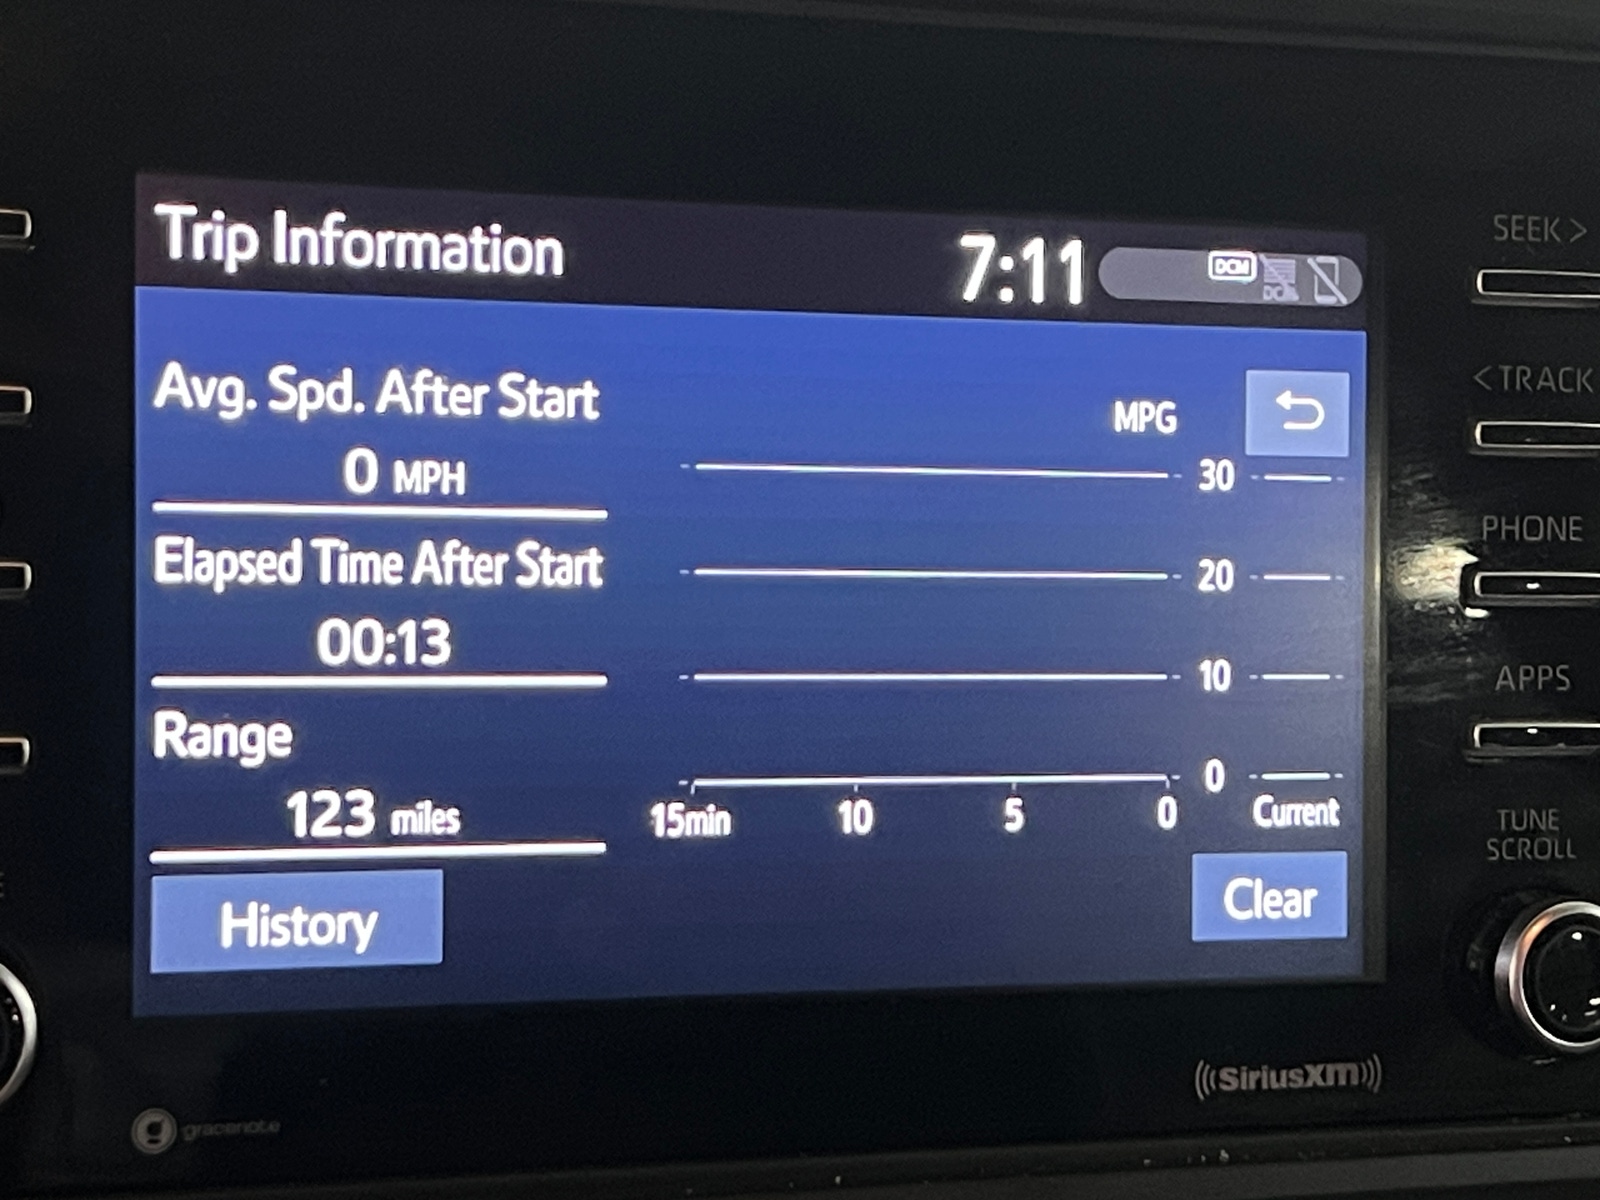 Trip Information
7:11
DCM
DCM
Avg. Spd. After Start
0 MPH
Elapsed Time After Start
00:13
Range
123 miles
History
MPG
30
20
10
0
15min 10 5 0 Current
Clear
SEEK >
< TRACK
PHONE
APPS
TUNE
SCROLL
SiriusXM
gracenote